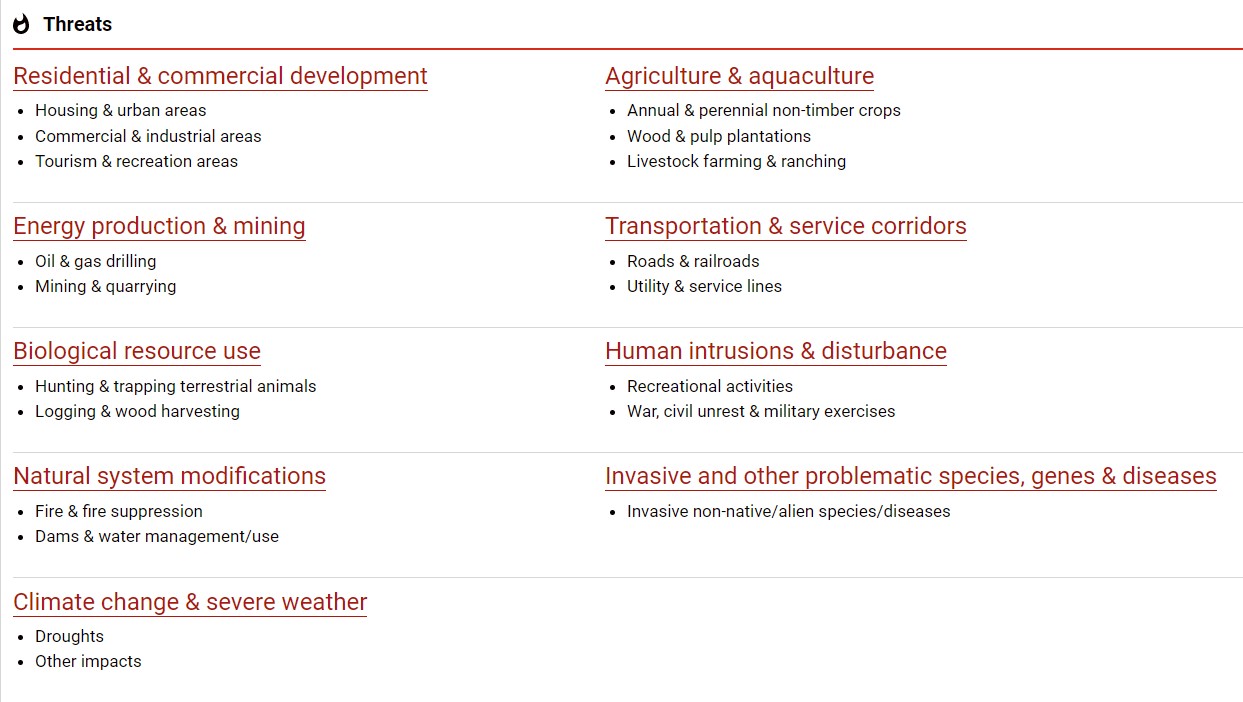 Threats
Residential & commercial development
Housing & urban areas
Commercial & industrial areas
Tourism & recreation areas
Agriculture & aquaculture
Annual & perennial non-timber crops
Wood & pulp plantations
Livestock farming & ranching
Energy production & mining
Oil & gas drilling
Mining & quarrying
Transportation & service corridors
Roads & railroads
Utility & service lines
Biological resource use
Hunting & trapping terrestrial animals
Logging & wood harvesting
Human intrusions & disturbance
Recreational activities
War, civil unrest & military exercises
Natural system modifications
Fire & fire suppression
Dams & water management/use
Invasive and other problematic species, genes & diseases
Invasive non-native/alien species/diseases
Climate change & severe weather
Droughts
Other impacts